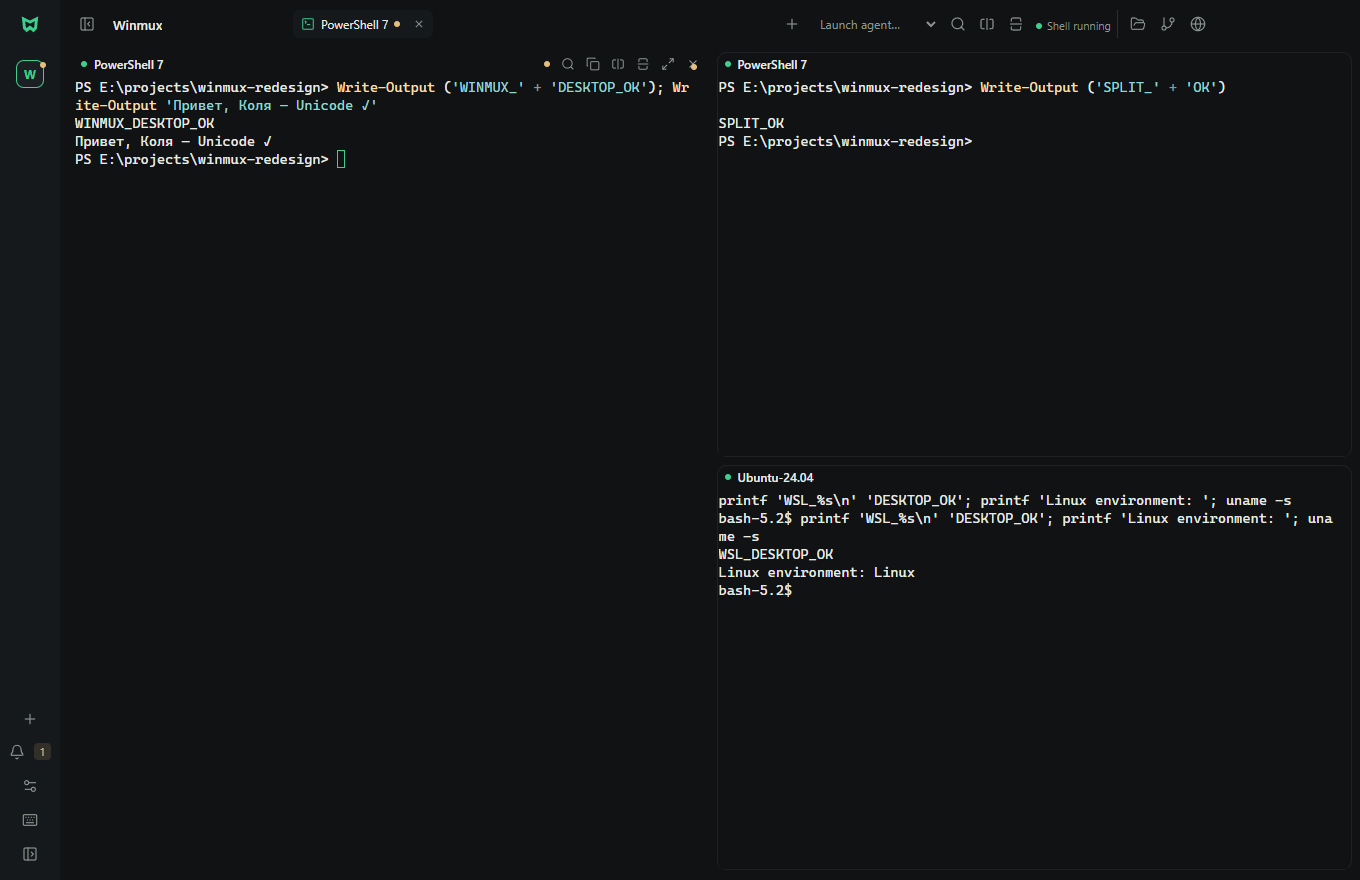 Winmux
PowerShell 7
Launch agent...
Shell running
W
PowerShell 7
PS E:\projects\winmux-redesign> Write-Output ('WINMUX_' + 'DESKTOP_OK'); Wr
ite-Output 'Привет, Коля — Unicode ✓'
WINMUX_DESKTOP_OK
Привет, Коля — Unicode ✓
PS E:\projects\winmux-redesign>
PowerShell 7
PS E:\projects\winmux-redesign> Write-Output ('SPLIT_' + 'OK')
SPLIT_OK
PS E:\projects\winmux-redesign>
Ubuntu-24.04
printf 'WSL_%s\n' 'DESKTOP_OK'; printf 'Linux environment: '; uname -s
bash-5.2$ printf 'WSL_%s\n' 'DESKTOP_OK'; printf 'Linux environment: '; una
me -s
WSL_DESKTOP_OK
Linux environment: Linux
bash-5.2$
1